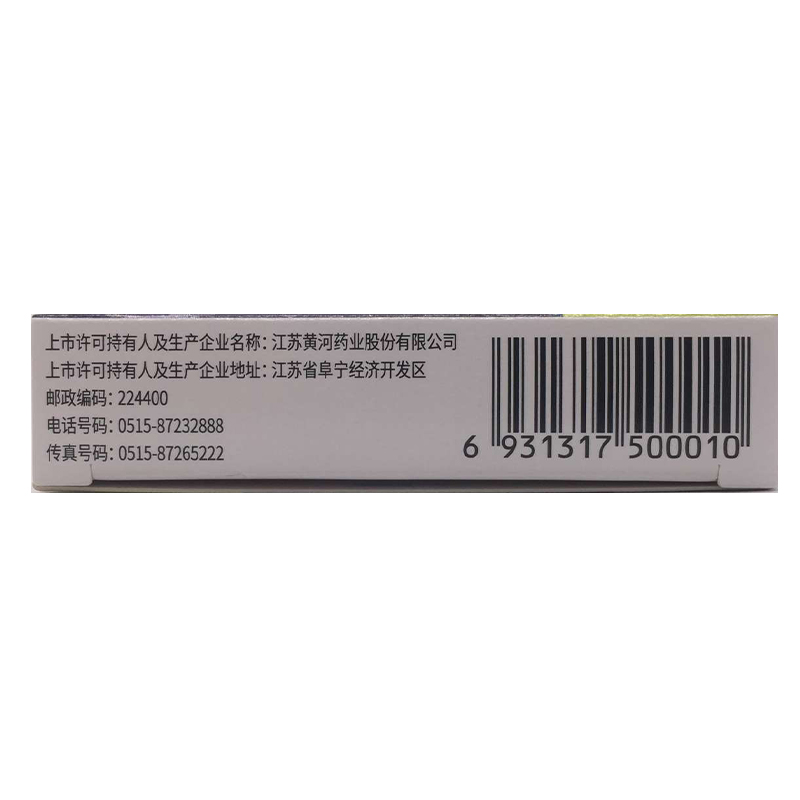 上市许可持有人及生产企业名称：江苏黄河药业股份有限公司
上市许可持有人及生产企业地址：江苏省阜宁经济开发区
邮政编码：224400
电话号码：0515-87232888
传真号码：0515-87265222
6 931317 500010